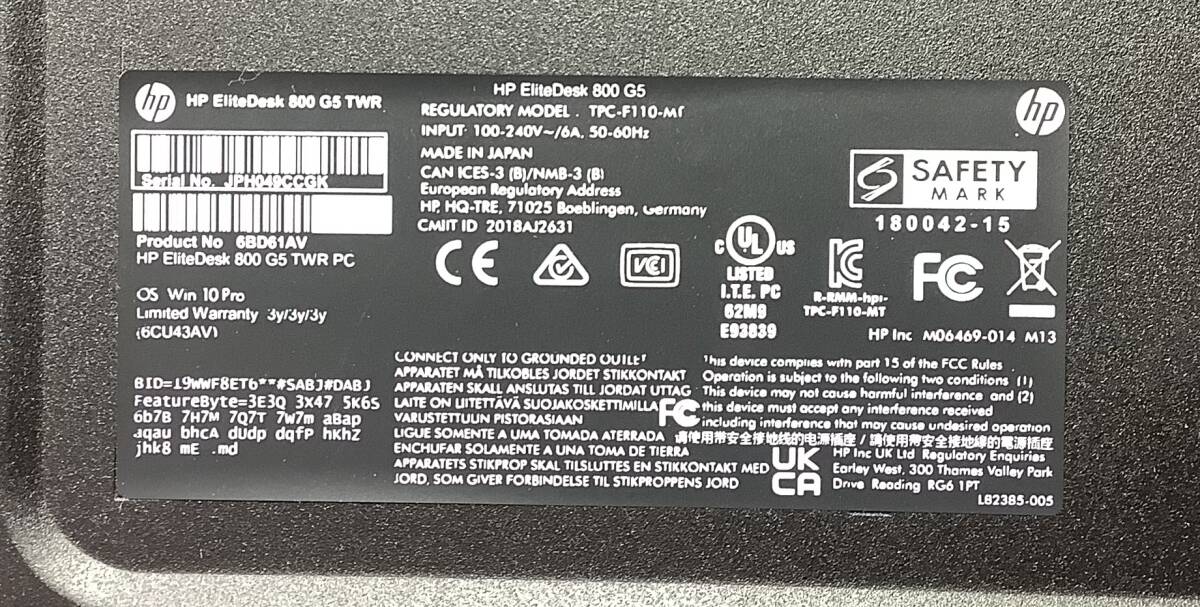 hp
HP EliteDesk 800 G5 TWR
Serial No. JPH049CCGK
Product No 6BD61AV
HP EliteDesk 800 G5 TWR PC
OS Win 10 Pro
Limited Warranty 3y/3y/3y
(6CU43AV)
BID=19WWF8ET6**#SABJ#DABJ
FeatureByte=3E3Q 3X47 5K6S
6b7B 7H7M 7Q7T 7W7m aBap
aqau bhcA dUdp dqfP hKhZ
jhk8 mE .md
HP EliteDesk 800 G5
REGULATORY MODEL . TPC-F110-MT
INPUT 100-240V~/6A, 50-60Hz
MADE IN JAPAN
CAN ICES-3 (B)/NMB-3 (B)
European Regulatory Address
HP, HQ-TRE, 71025 Boeblingen, Germany
CMIIT ID 2018AJ2631
CE
VCI
C UL US
LISTED
I.T.E. PC
62M9
E93839
hp
SAFETY
MARK
180042-15
KC
R-RMM-hpi-
TPC-F110-MT
FC
HP Inc M06469-014 M13
CONNECT ONLY TO GROUNDED OUTLET
APPARATET MÅ TILKOBLES JORDET STIKKONTAKT
APPARATEN SKALL ANSLUTAS TILL JORDAT UTTAG
LAITE ON LIITETTÄVÄ SUOJAKOSKETTIMILLA
VARUSTETTUUN PISTORASIAAN
LIGUE SOMENTE A UMA TOMADA ATERRADA 请使用带安全接地线的电源插座 / 請使用帶安全接地線的電源插座
ENCHUFAR SOLAMENTE A UNA TOMA DE TIERRA
APPARATETS STIKPROP SKAL TILSLUTTES EN STIKKONTAKT MED
JORD, SOM GIVER FORBINDELSE TIL STIKPROPPENS JORD
FC
This device complies with part 15 of the FCC Rules
Operation is subject to the following two conditions (1)
This device may not cause harmful interference and (2)
this device must accept any interference received
including interference that may cause undesired operation
UK
CA
HP Inc UK Ltd Regulatory Enquiries
Earley West, 300 Thames Valley Park
Drive Reading RG6 1PT
L82385-005